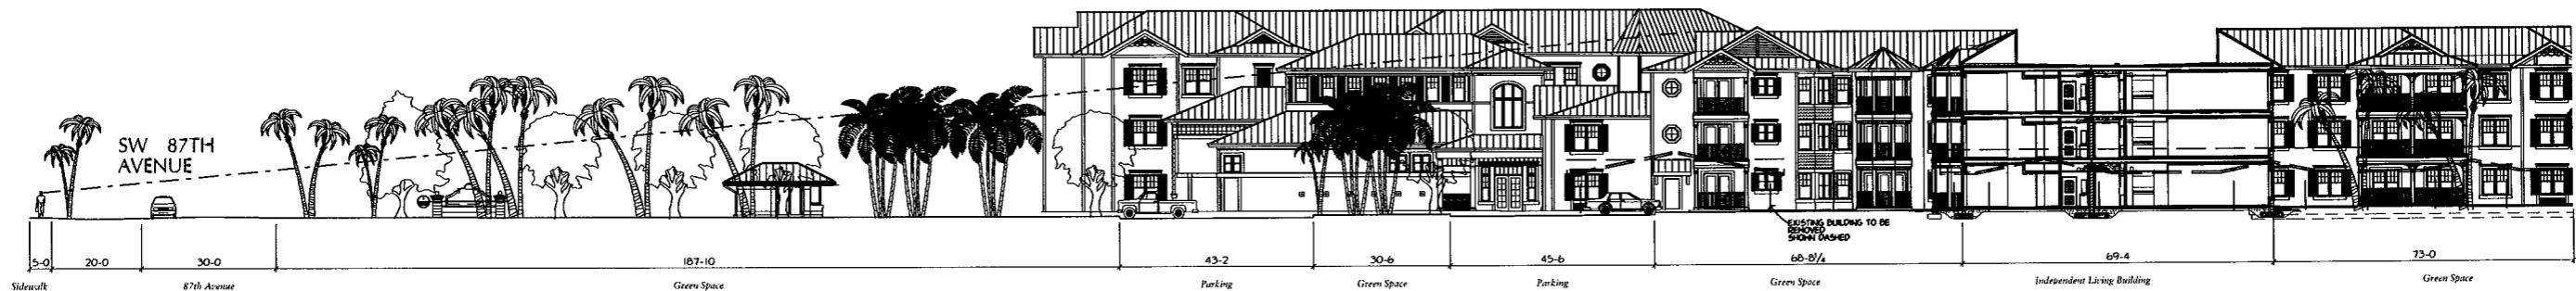 SW 87TH
AVENUE
EXISTING BUILDING TO BE
REMOVED
SHOWN DASHED
5-0 20-0 30-0 187-10 43-2 30-6 45-6 68-8¼ 69-4 73-0
Sidewalk 87th Avenue Green Space Parking Green Space Parking Green Space Independent Living Building Green Space